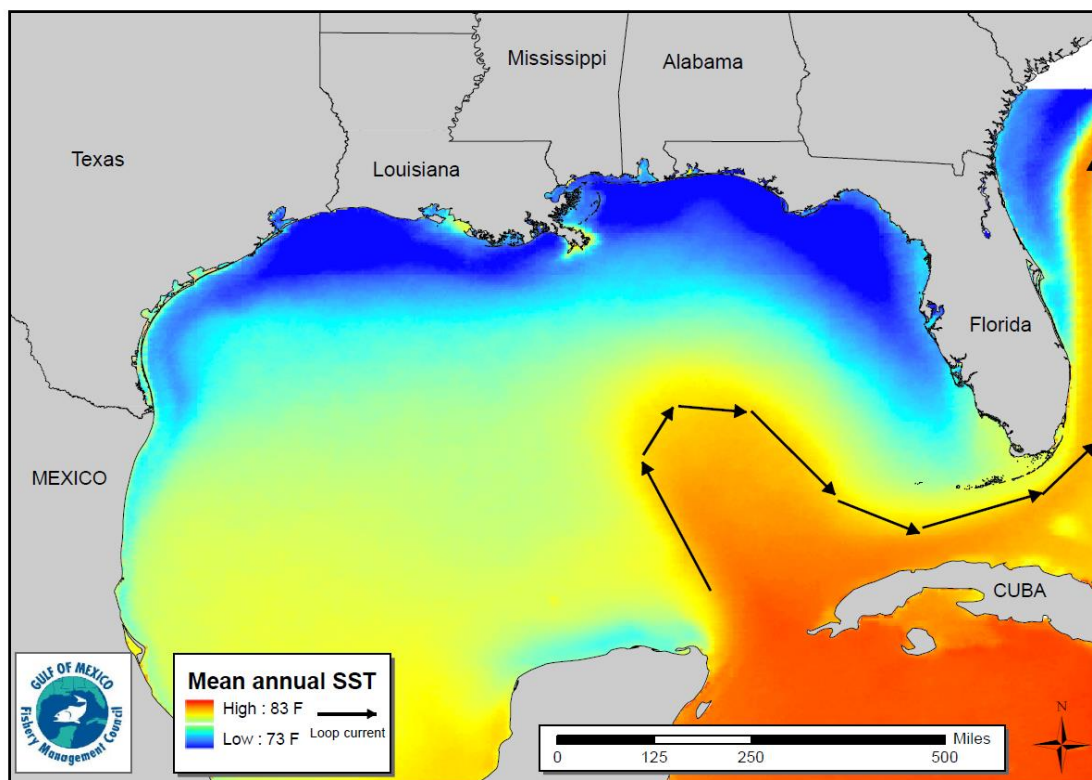 Mississippi
Alabama
Texas
Louisiana
Florida
MEXICO
CUBA
GULF OF MEXICO
Fishery Management Council
Mean annual SST
High : 83 F
Low : 73 F
Loop current
Miles
0 125 250 500
N